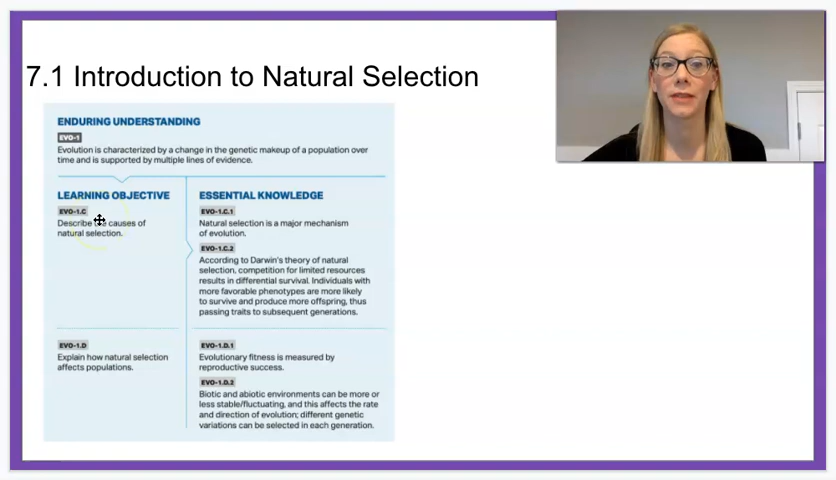 7.1 Introduction to Natural Selection
ENDURING UNDERSTANDING
EVO-1
Evolution is characterized by a change in the genetic makeup of a population over
time and is supported by multiple lines of evidence.
LEARNING OBJECTIVE
EVO-1.C
Describe the causes of
natural selection.
ESSENTIAL KNOWLEDGE
EVO-1.C.1
Natural selection is a major mechanism
of evolution.
EVO-1.C.2
According to Darwin's theory of natural
selection, competition for limited resources
results in differential survival. Individuals with
more favorable phenotypes are more likely
to survive and produce more offspring, thus
passing traits to subsequent generations.
EVO-1.D
Explain how natural selection
affects populations.
EVO-1.D.1
Evolutionary fitness is measured by
reproductive success.
EVO-1.D.2
Biotic and abiotic environments can be more or
less stable/fluctuating, and this affects the rate
and direction of evolution; different genetic
variations can be selected in each generation.